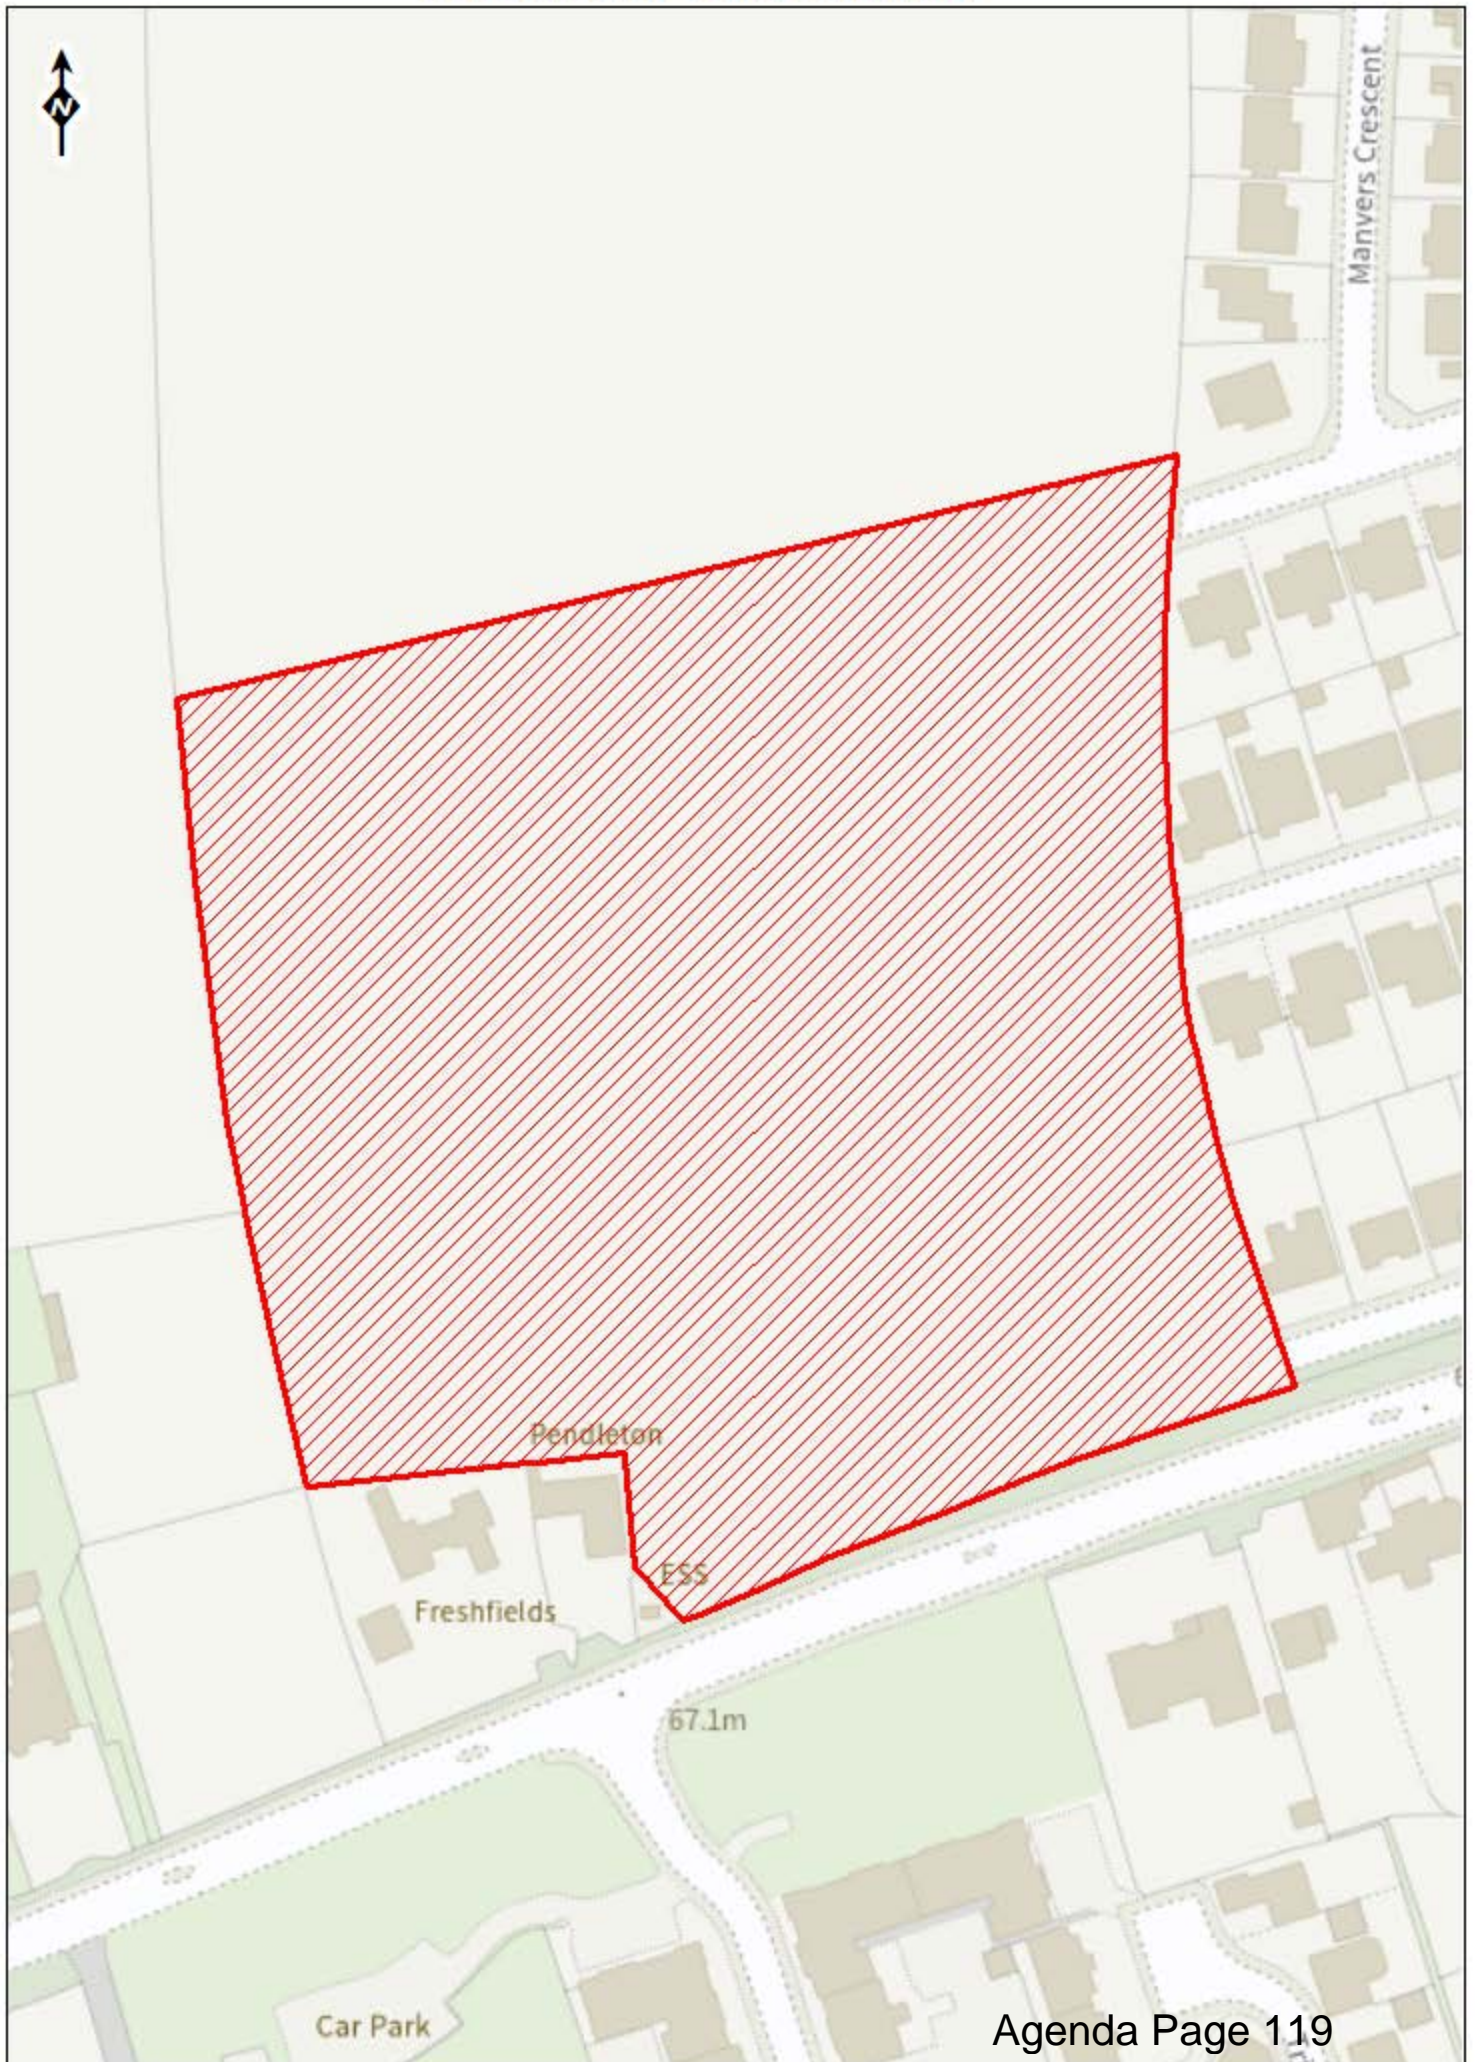 N
Manvers Crescent
Pendleton
ESS
Freshfields
67.1m
Car Park
Agenda Page 119